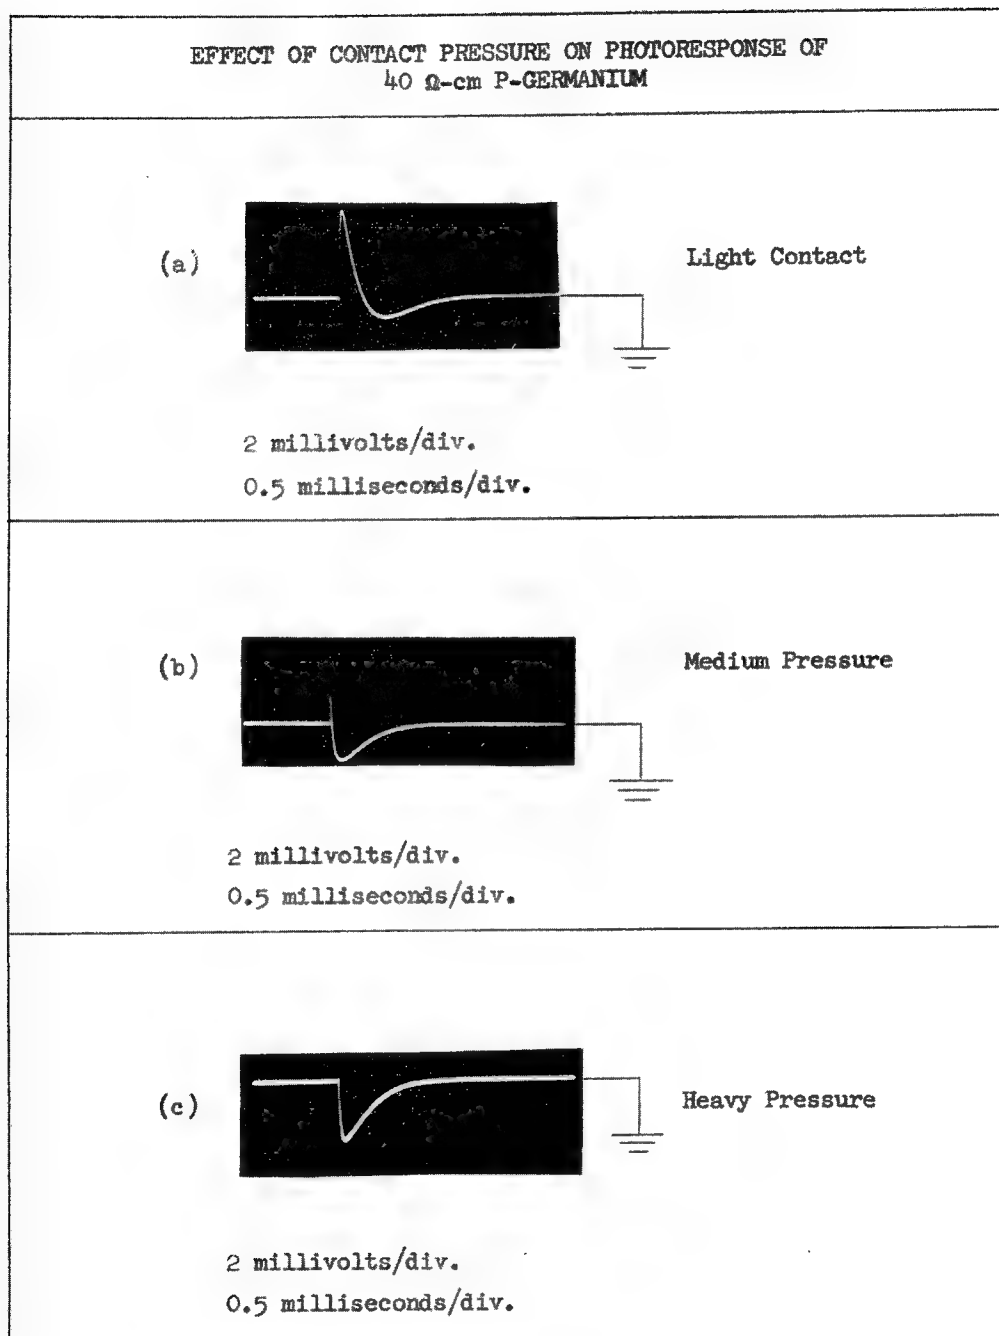 EFFECT OF CONTACT PRESSURE ON PHOTORESPONSE OF
40 Ω-cm P-GERMANIUM
(a)
Light Contact
2 millivolts/div.
0.5 milliseconds/div.
(b)
Medium Pressure
2 millivolts/div.
0.5 milliseconds/div.
(c)
Heavy Pressure
2 millivolts/div.
0.5 milliseconds/div.